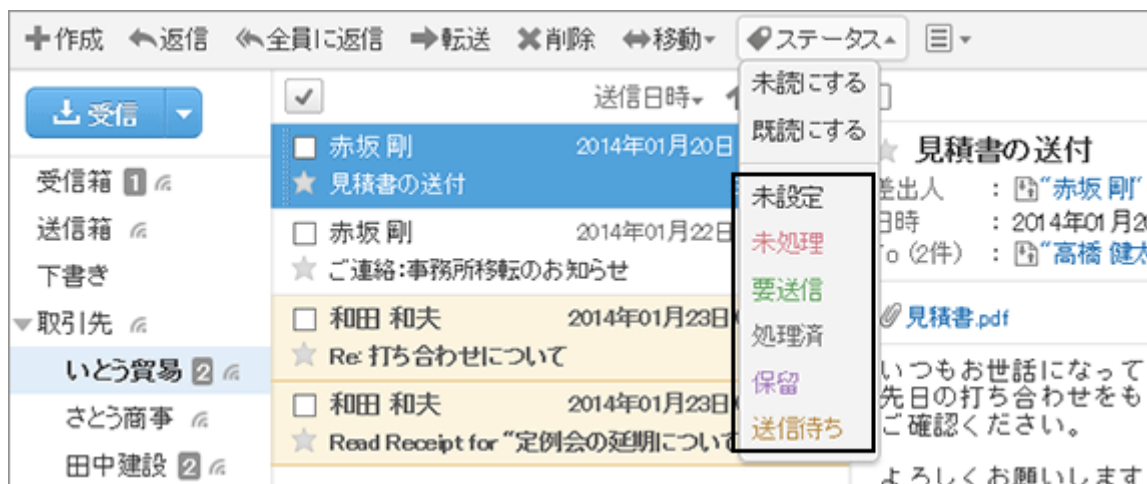 作成 返信 全員に返信 転送 削除 移動 ステータス
受信
受信箱 1
送信箱
下書き
取引先
いとう貿易 2
さとう商事
田中建設 2
送信日時
赤坂 剛 2014年01月20日
見積書の送付
赤坂 剛 2014年01月22日
ご連絡:事務所移転のお知らせ
和田 和夫 2014年01月23日
Re: 打ち合わせについて
和田 和夫 2014年01月23日
Read Receipt for "定例会の延期について
未読にする
既読にする
未設定
未処理
要送信
処理済
保留
送信待ち
見積書の送付
差出人 : "赤坂 剛"
日時 : 2014年01月2
To (2件) : "高橋 健太
見積書.pdf
いつもお世話になって
先日の打ち合わせをも
ご確認ください。
よろしくお願いします